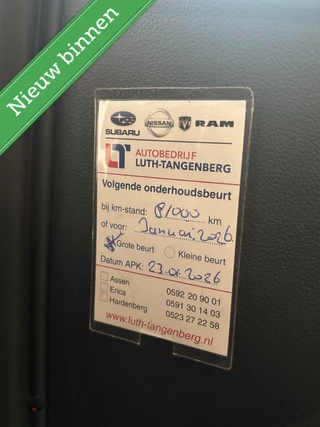 Nieuw binnen
SUBARU NISSAN RAM
LT AUTOBEDRIJF
LUTH-TANGENBERG
Volgende onderhoudsbeurt
bij km-stand: 81000 km
of voor: Januari 2026
Grote beurt Kleine beurt
Datum APK: 23-01-2026
Assen 0592 20 90 01
Erica 0591 30 14 03
Hardenberg 0523 27 22 58
www.luth-tangenberg.nl